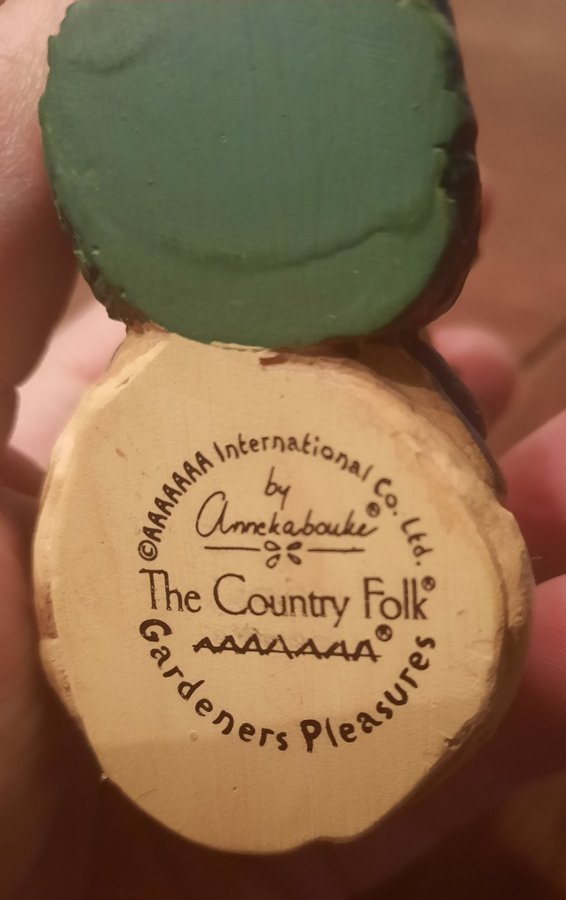 ©AAAAAAA International Co. Ltd.
by
Annekabouke®
The Country Folk®
AAAAAAA®
Gardeners Pleasures